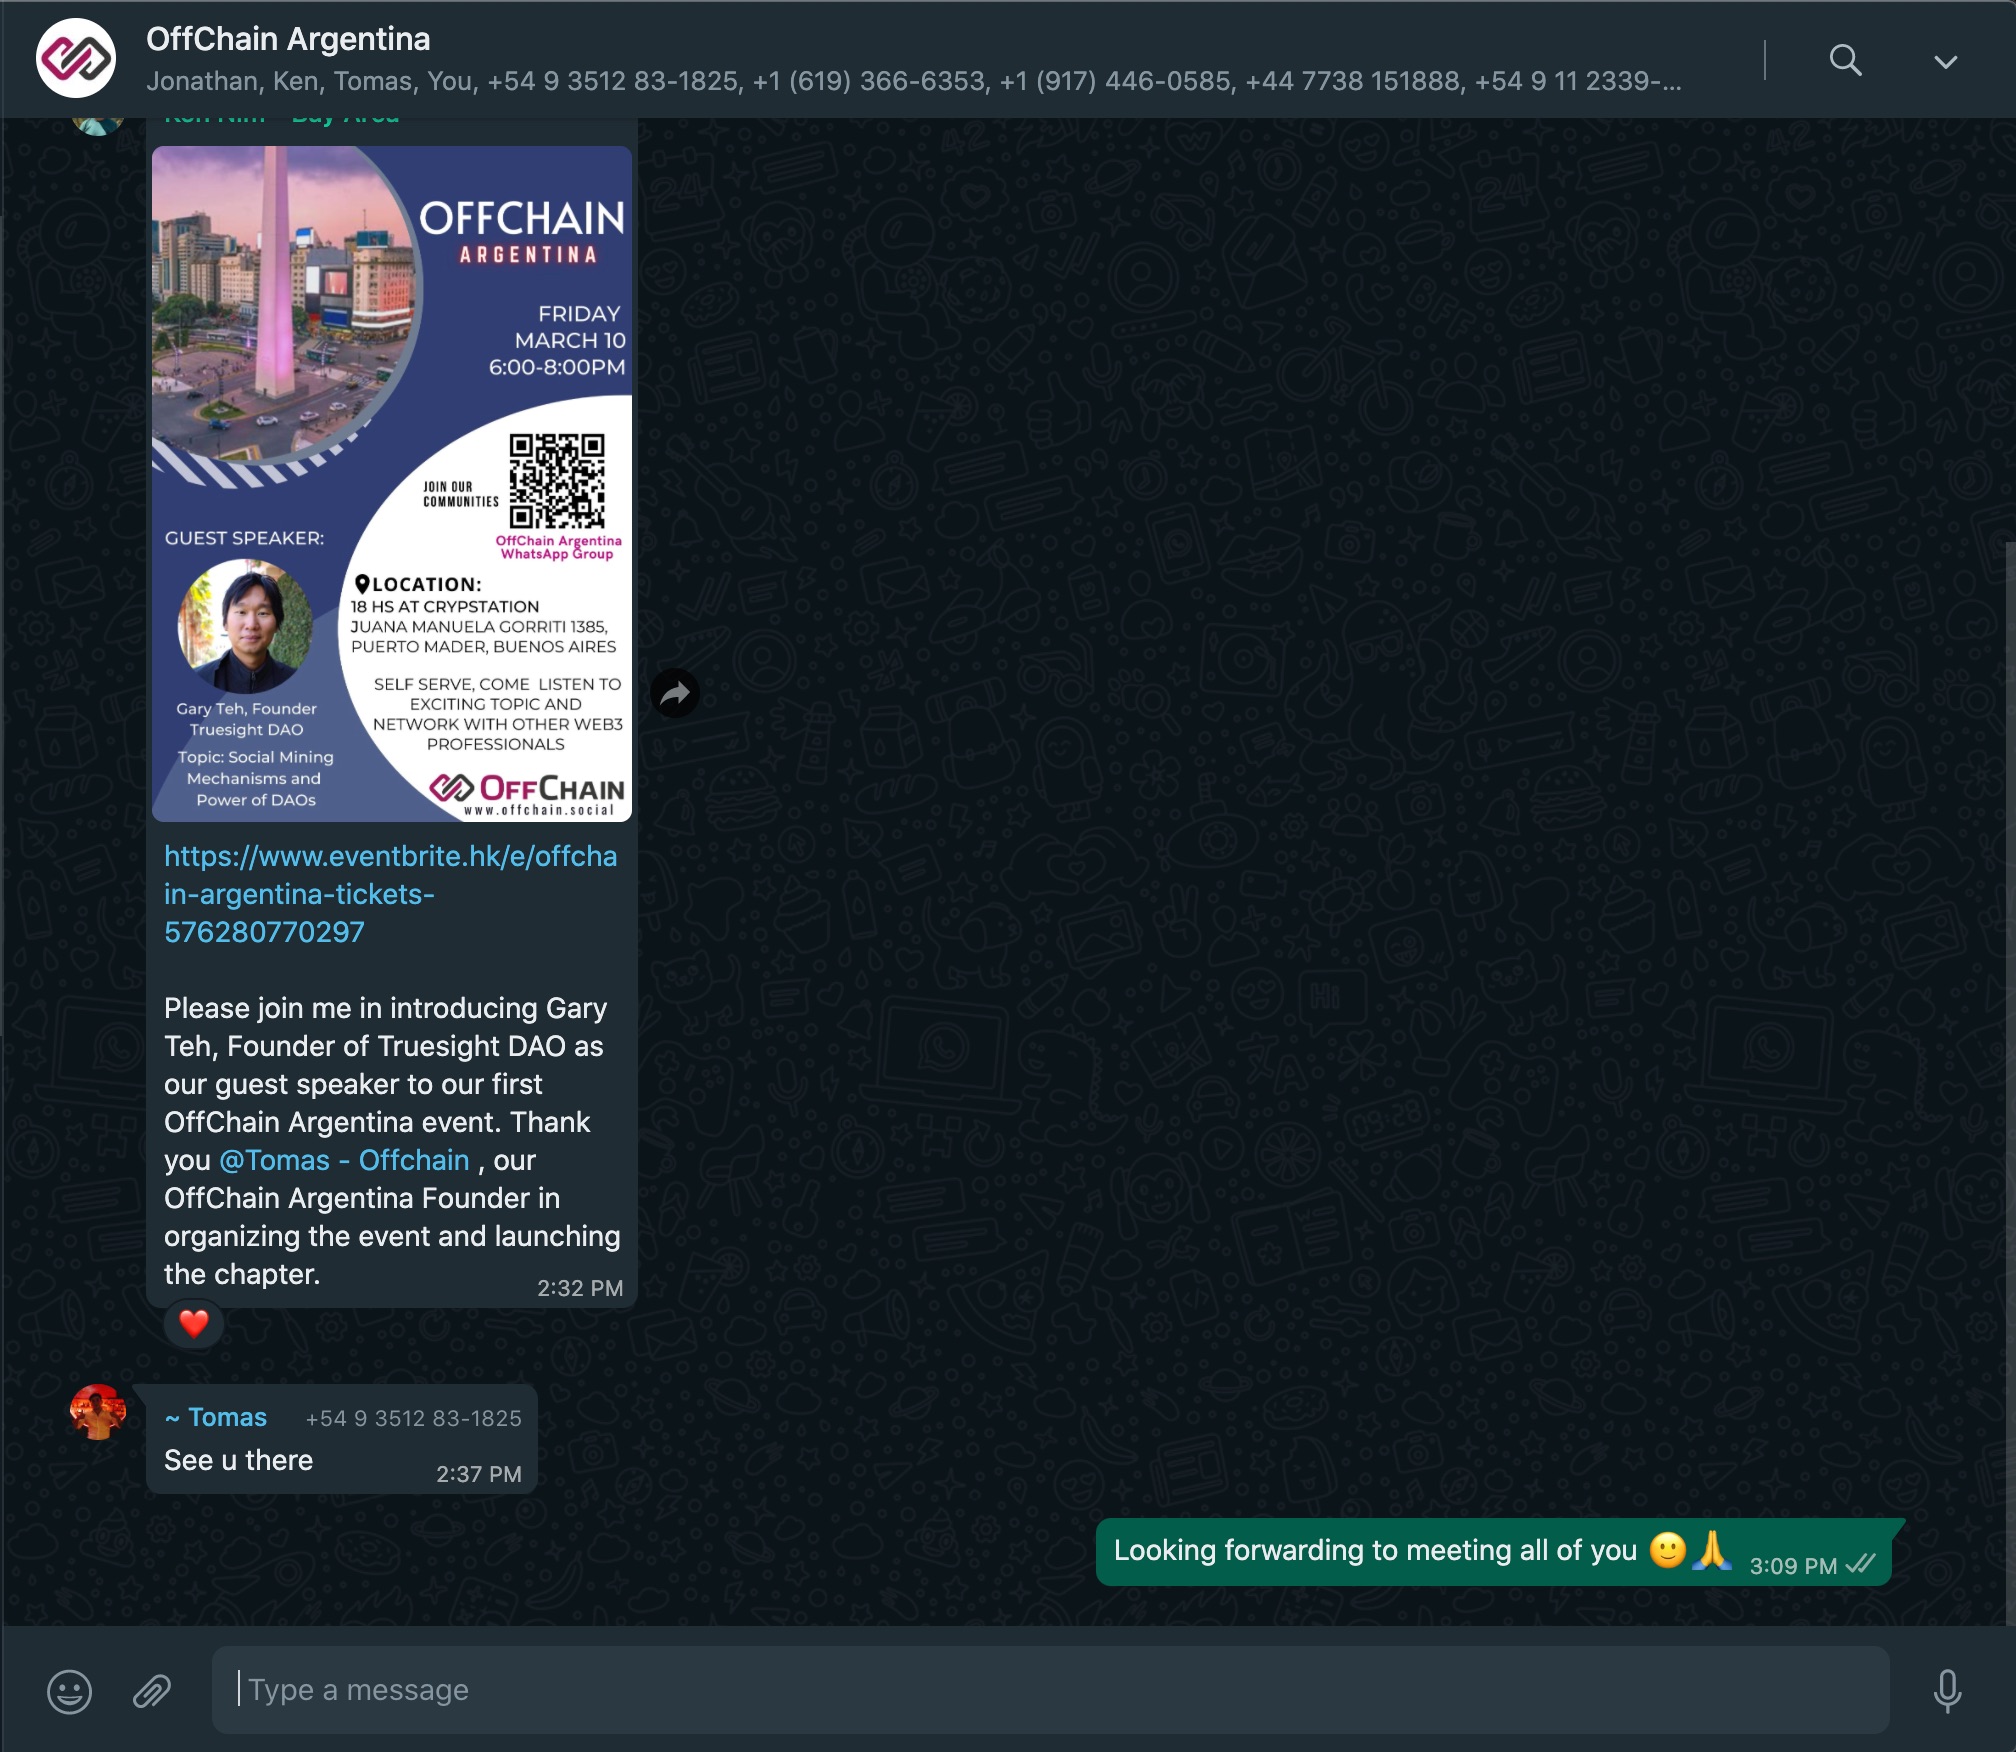 OffChain Argentina
Jonathan, Ken, Tomas, You, +54 9 3512 83-1825, +1 (619) 366-6353, +1 (917) 446-0585, +44 7738 151888, +54 9 11 2339-...
OFFCHAIN
ARGENTINA
FRIDAY
MARCH 10
6:00-8:00PM
JOIN OUR
COMMUNITIES
OffChain Argentina
WhatsApp Group
GUEST SPEAKER:
Gary Teh, Founder
Truesight DAO
Topic: Social Mining
Mechanisms and
Power of DAOs
LOCATION:
18 HS AT CRYPSTATION
JUANA MANUELA GORRITI 1385,
PUERTO MADER, BUENOS AIRES
SELF SERVE, COME LISTEN TO
EXCITING TOPIC AND
NETWORK WITH OTHER WEB3
PROFESSIONALS
OFFCHAIN
www.offchain.social
https://www.eventbrite.hk/e/offcha
in-argentina-tickets-
576280770297
Please join me in introducing Gary
Teh, Founder of Truesight DAO as
our guest speaker to our first
OffChain Argentina event. Thank
you @Tomas - Offchain , our
OffChain Argentina Founder in
organizing the event and launching
the chapter.
2:32 PM
~ Tomas +54 9 3512 83-1825
See u there
2:37 PM
Looking forwarding to meeting all of you 🙂🙏 3:09 PM
Type a message